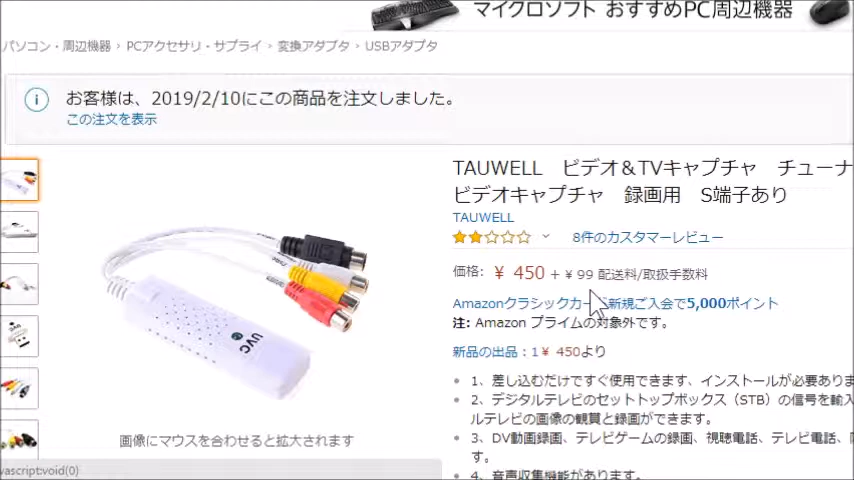 マイクロソフト おすすめPC周辺機器
パソコン・周辺機器 › PCアクセサリ・サプライ › 変換アダプタ › USBアダプタ
お客様は、2019/2/10にこの商品を注文しました。
この注文を表示
TAUWELL ビデオ&TVキャプチャ チューナ
ビデオキャプチャ 録画用 S端子あり
TAUWELL
8件のカスタマーレビュー
価格: ¥ 450 + ¥ 99 配送料/取扱手数料
Amazonクラシックカー 新規ご入会で5,000ポイント
注: Amazon プライムの対象外です。
新品の出品:1¥ 450より
• 1、差し込むだけですぐ使用できます、インストールが必要ありま
• 2、デジタルテレビのセットトップボックス(STB)の信号を輸入
ルテレビの画像の観賛と録画ができます。
• 3、DV動画録画、テレビゲームの録画、視聴電話、テレビ電話、
す。
• 4、音声収集機能があります。
UVC
画像にマウスを合わせると拡大されます
vascript:void(0)